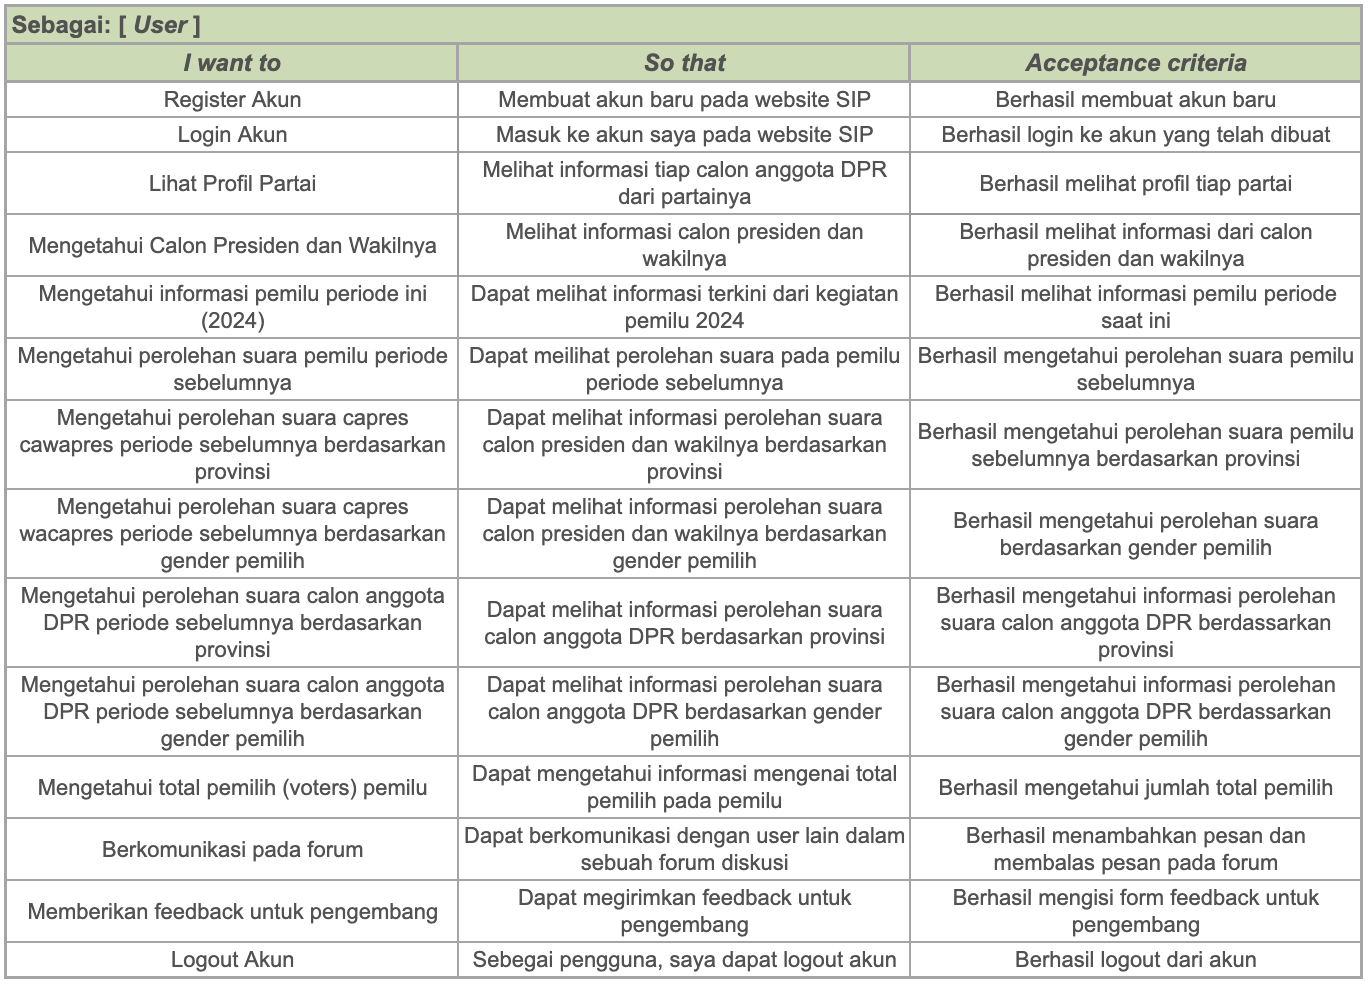 Sebagai: [ User ]
I want to
So that
Acceptance criteria
Register Akun
Membuat akun baru pada website SIP
Berhasil membuat akun baru
Login Akun
Masuk ke akun saya pada website SIP
Berhasil login ke akun yang telah dibuat
Lihat Profil Partai
Melihat informasi tiap calon anggota DPR
dari partainya
Berhasil melihat profil tiap partai
Mengetahui Calon Presiden dan Wakilnya
Melihat informasi calon presiden dan
wakilnya
Berhasil melihat informasi dari calon
presiden dan wakilnya
Mengetahui informasi pemilu periode ini
(2024)
Dapat melihat informasi terkini dari kegiatan
pemilu 2024
Berhasil melihat informasi pemilu periode
saat ini
Mengetahui perolehan suara pemilu periode
sebelumnya
Dapat meilihat perolehan suara pada pemilu
periode sebelumnya
Berhasil mengetahui perolehan suara pemilu
sebelumnya
Mengetahui perolehan suara capres
cawapres periode sebelumnya berdasarkan
provinsi
Dapat melihat informasi perolehan suara
calon presiden dan wakilnya berdasarkan
provinsi
Berhasil mengetahui perolehan suara pemilu
sebelumnya berdasarkan provinsi
Mengetahui perolehan suara capres
wacapres periode sebelumnya berdasarkan
gender pemilih
Dapat melihat informasi perolehan suara
calon presiden dan wakilnya berdasarkan
gender pemilih
Berhasil mengetahui perolehan suara
berdasarkan gender pemilih
Mengetahui perolehan suara calon anggota
DPR periode sebelumnya berdasarkan
provinsi
Dapat melihat informasi perolehan suara
calon anggota DPR berdasarkan provinsi
Berhasil mengetahui informasi perolehan
suara calon anggota DPR berdassarkan
provinsi
Mengetahui perolehan suara calon anggota
DPR periode sebelumnya berdasarkan
gender pemilih
Dapat melihat informasi perolehan suara
calon anggota DPR berdasarkan gender
pemilih
Berhasil mengetahui informasi perolehan
suara calon anggota DPR berdassarkan
gender pemilih
Mengetahui total pemilih (voters) pemilu
Dapat mengetahui informasi mengenai total
pemilih pada pemilu
Berhasil mengetahui jumlah total pemilih
Berkomunikasi pada forum
Dapat berkomunikasi dengan user lain dalam
sebuah forum diskusi
Berhasil menambahkan pesan dan
membalas pesan pada forum
Memberikan feedback untuk pengembang
Dapat megirimkan feedback untuk
pengembang
Berhasil mengisi form feedback untuk
pengembang
Logout Akun
Sebegai pengguna, saya dapat logout akun
Berhasil logout dari akun